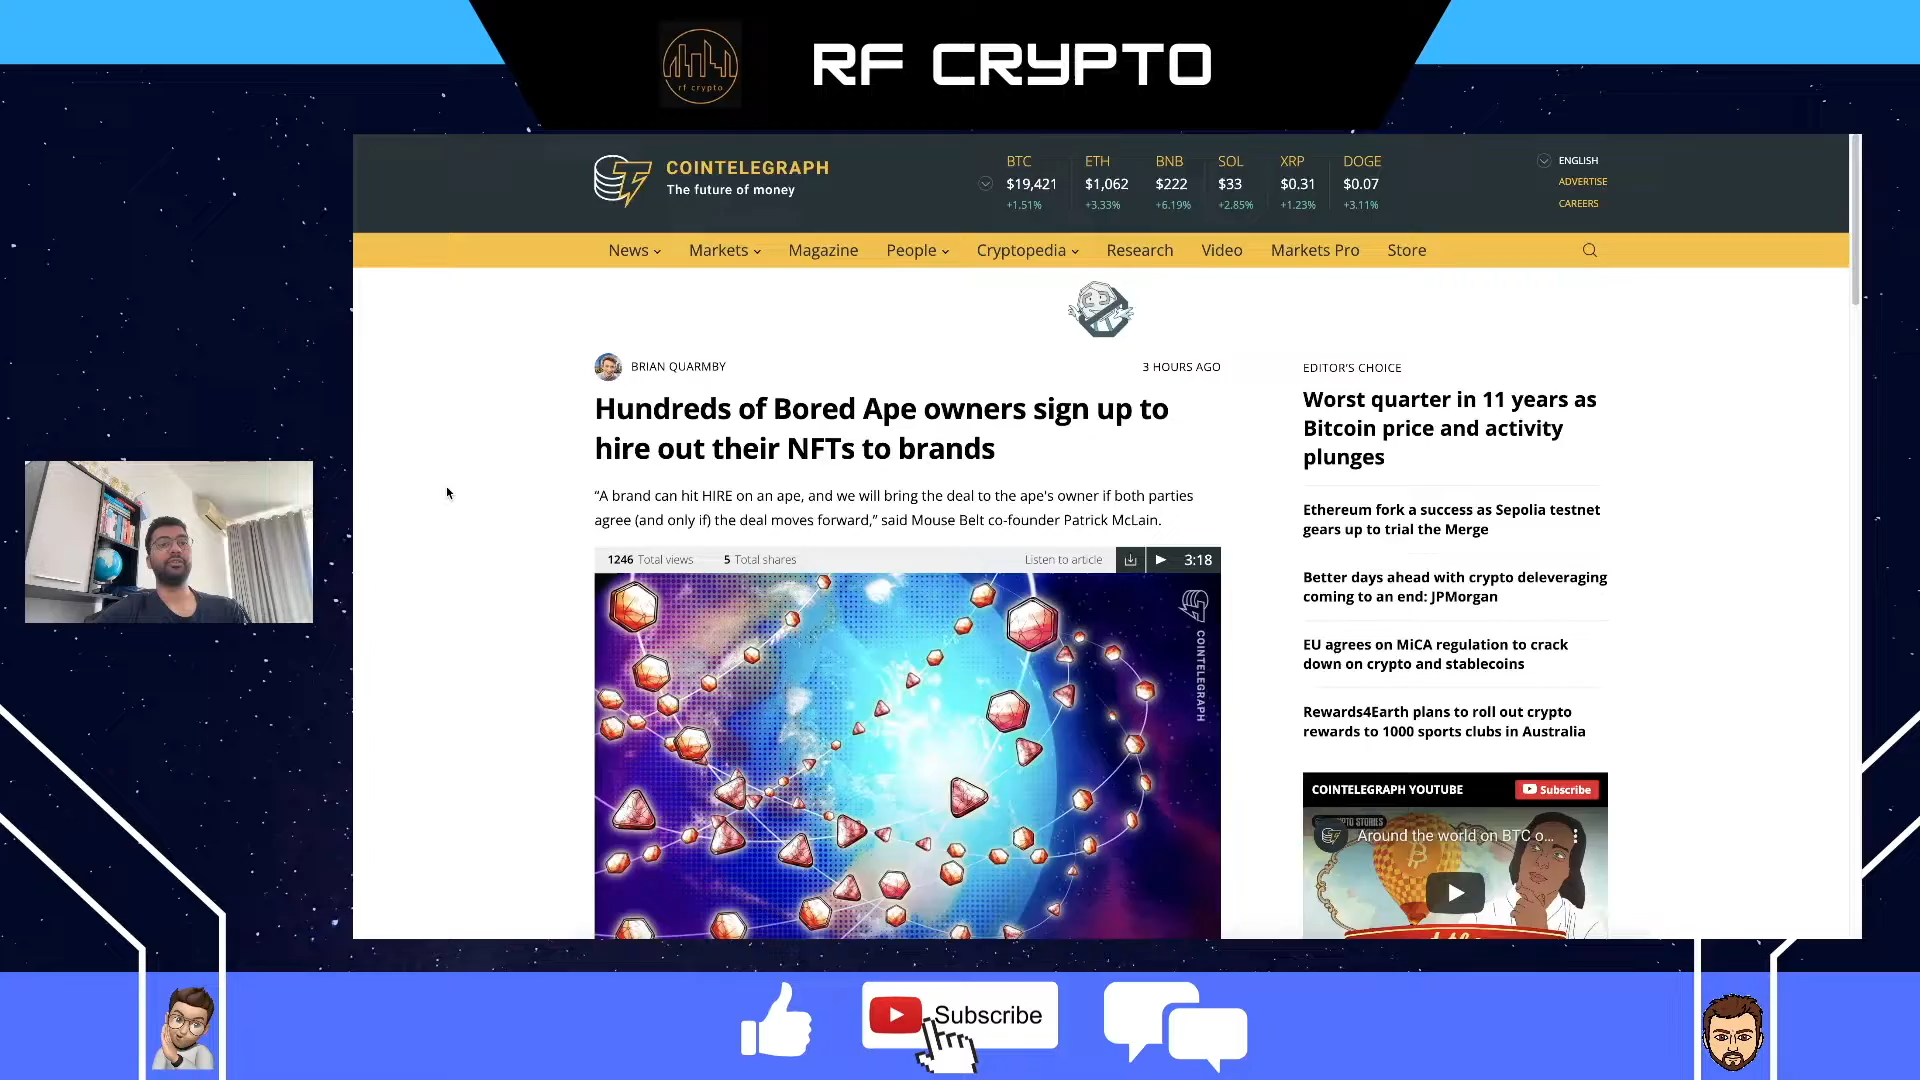 rf crypto
RF CRYPTO
COINTELEGRAPH
The future of money
BTC ETH BNB SOL XRP DOGE
$19,421 $1,062 $222 $33 $0.31 $0.07
+1.51% +3.33% +6.19% +2.85% +1.23% +3.11%
ENGLISH
ADVERTISE
CAREERS
News Markets Magazine People Cryptopedia Research Video Markets Pro Store
BRIAN QUARMBY 3 HOURS AGO
Hundreds of Bored Ape owners sign up to
hire out their NFTs to brands
“A brand can hit HIRE on an ape, and we will bring the deal to the ape's owner if both parties
agree (and only if) the deal moves forward,” said Mouse Belt co-founder Patrick McLain.
1246 Total views 5 Total shares Listen to article 3:18
COINTELEGRAPH
EDITOR'S CHOICE
Worst quarter in 11 years as
Bitcoin price and activity
plunges
Ethereum fork a success as Sepolia testnet
gears up to trial the Merge
Better days ahead with crypto deleveraging
coming to an end: JPMorgan
EU agrees on MiCA regulation to crack
down on crypto and stablecoins
Rewards4Earth plans to roll out crypto
rewards to 1000 sports clubs in Australia
COINTELEGRAPH YOUTUBE Subscribe
STORIES
Around the world on BTC o...
Subscribe